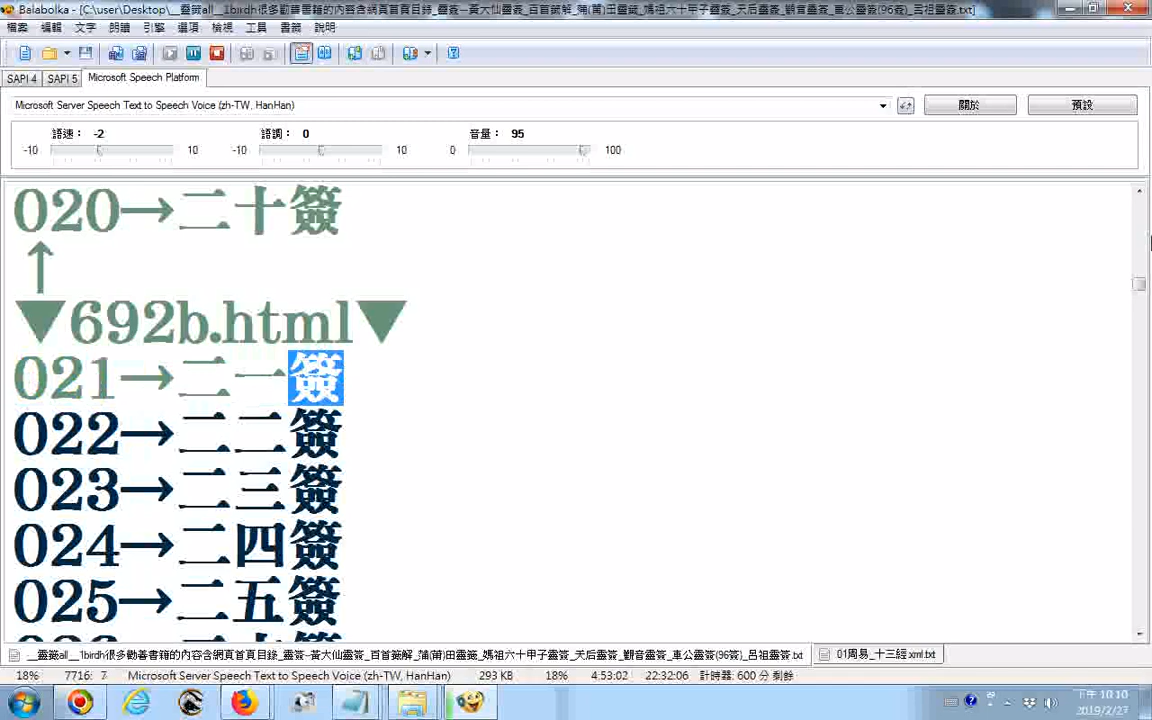 Balabolka - [C:\user\Desktop\__靈籤all__1birdh很多勸善書籍的內容含網頁首頁目錄_靈簽--黃大仙靈簽_百首籤解_蒲(莆)田靈籤_媽祖六十甲子靈簽_天后靈簽_觀音靈簽_車公靈簽(96簽)_呂祖靈簽.txt]
檔案 編輯 文字 朗讀 引擎 選項 檢視 工具 書籤 說明
SAPI 4 SAPI 5 Microsoft Speech Platform
Microsoft Server Speech Text to Speech Voice (zh-TW, HanHan) 關於 預設
語速： -2 語調： 0 音量： 95
-10 10 -10 10 0 100
020→二十簽
↑
▼692b.html▼
021→二一簽
022→二二簽
023→二三簽
024→二四簽
025→二五簽
__靈籤all__1birdh很多勸善書籍的內容含網頁首頁目錄_靈簽--黃大仙靈簽_百首籤解_蒲(莆)田靈籤_媽祖六十甲子靈簽_天后靈簽_觀音靈簽_車公靈簽(96簽)_呂祖靈簽.txt 01周易_十三經.xml.txt
18% 7716: 7 Microsoft Server Speech Text to Speech Voice (zh-TW, HanHan) 293 KB 18% 4:53:02 22:32:06 計時器: 600 分 剩餘
下午 10:10
2019/2/27